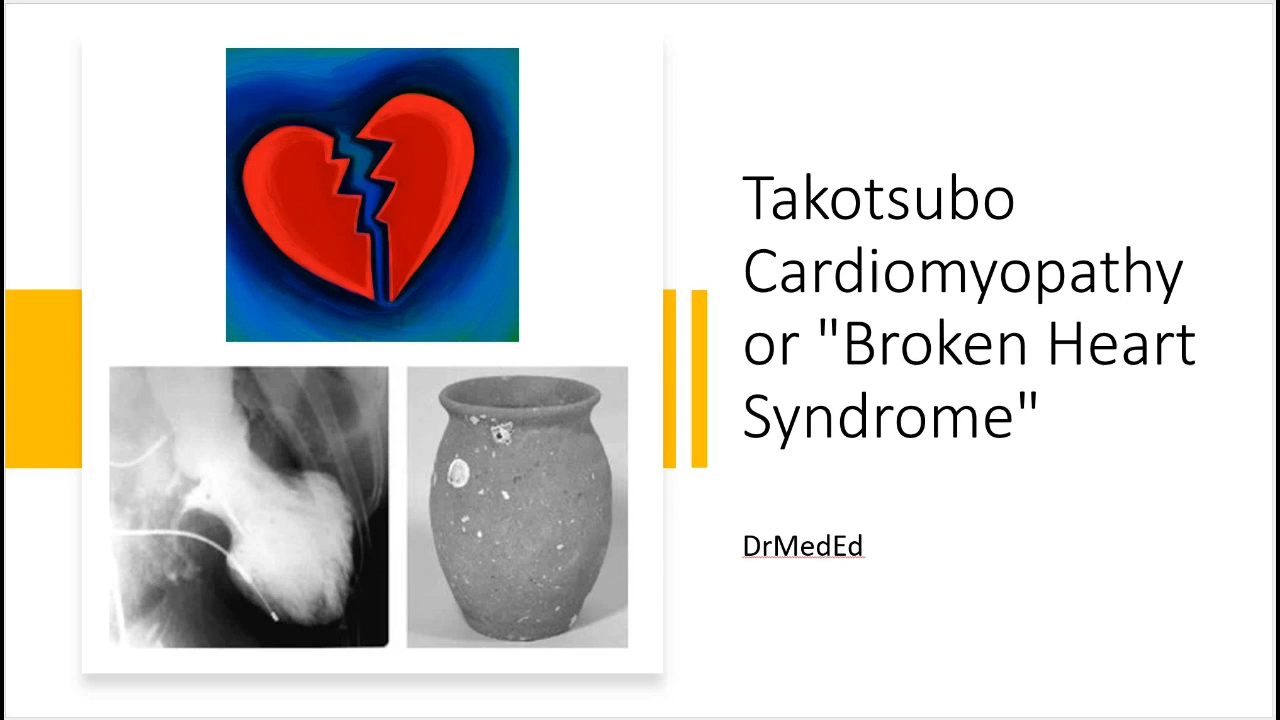 Takotsubo
Cardiomyopathy
or "Broken Heart
Syndrome"
DrMedEd